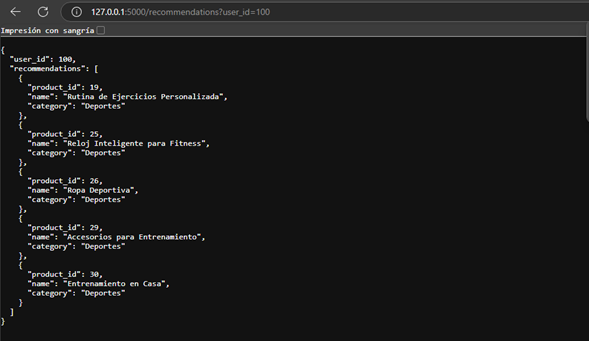 127.0.0.1:5000/recommendations?user_id=100
Impresión con sangría
{
  "user_id": 100,
  "recommendations": [
    {
      "product_id": 19,
      "name": "Rutina de Ejercicios Personalizada",
      "category": "Deportes"
    },
    {
      "product_id": 25,
      "name": "Reloj Inteligente para Fitness",
      "category": "Deportes"
    },
    {
      "product_id": 26,
      "name": "Ropa Deportiva",
      "category": "Deportes"
    },
    {
      "product_id": 29,
      "name": "Accesorios para Entrenamiento",
      "category": "Deportes"
    },
    {
      "product_id": 30,
      "name": "Entrenamiento en Casa",
      "category": "Deportes"
    }
  ]
}